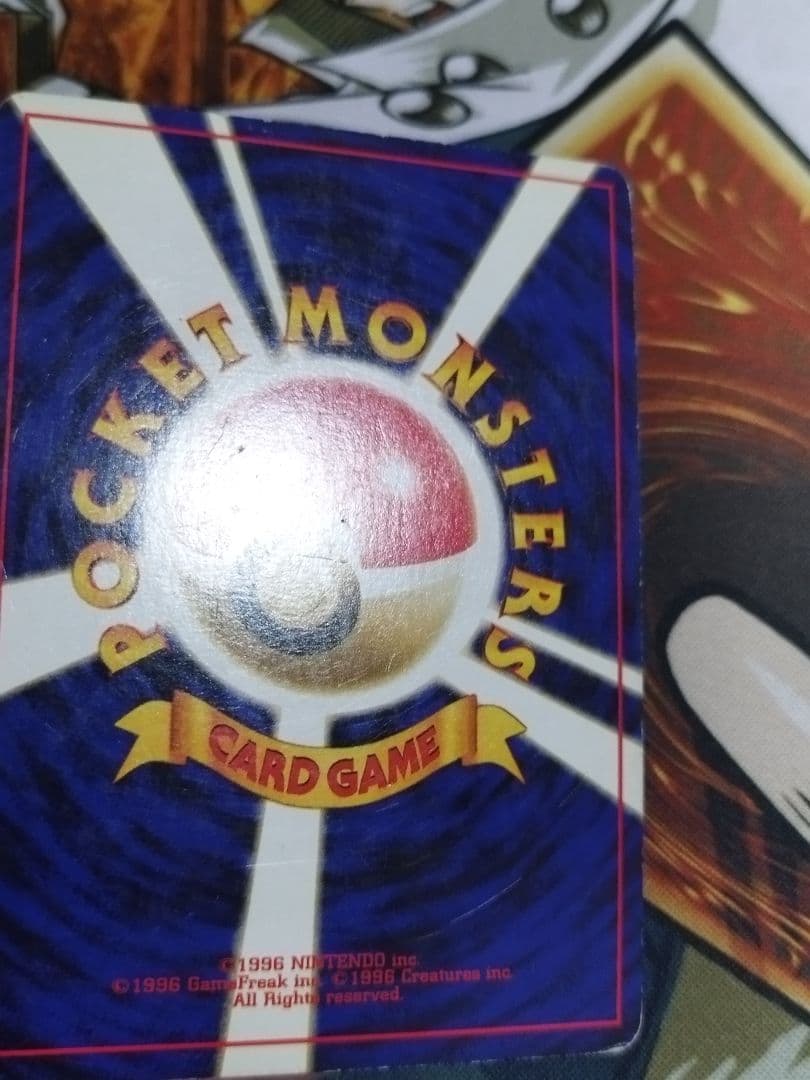 POCKET MONSTERS
CARD GAME
©1996 NINTENDO inc.
©1996 GameFreak inc. ©1996 Creatures inc.
All Rights reserved.